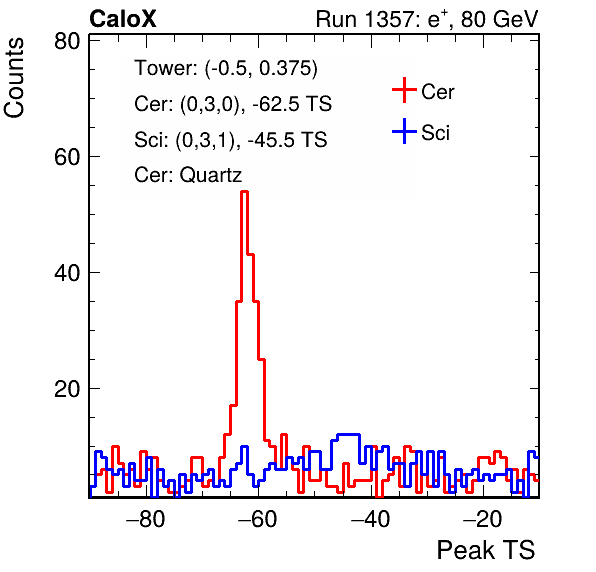 CaloX Run 1357: e⁺, 80 GeV
Counts
80
Tower: (-0.5, 0.375)
Cer: (0,3,0), -62.5 TS
Sci: (0,3,1), -45.5 TS
Cer: Quartz
Cer
Sci
60
40
20
−80 −60 −40 −20
Peak TS